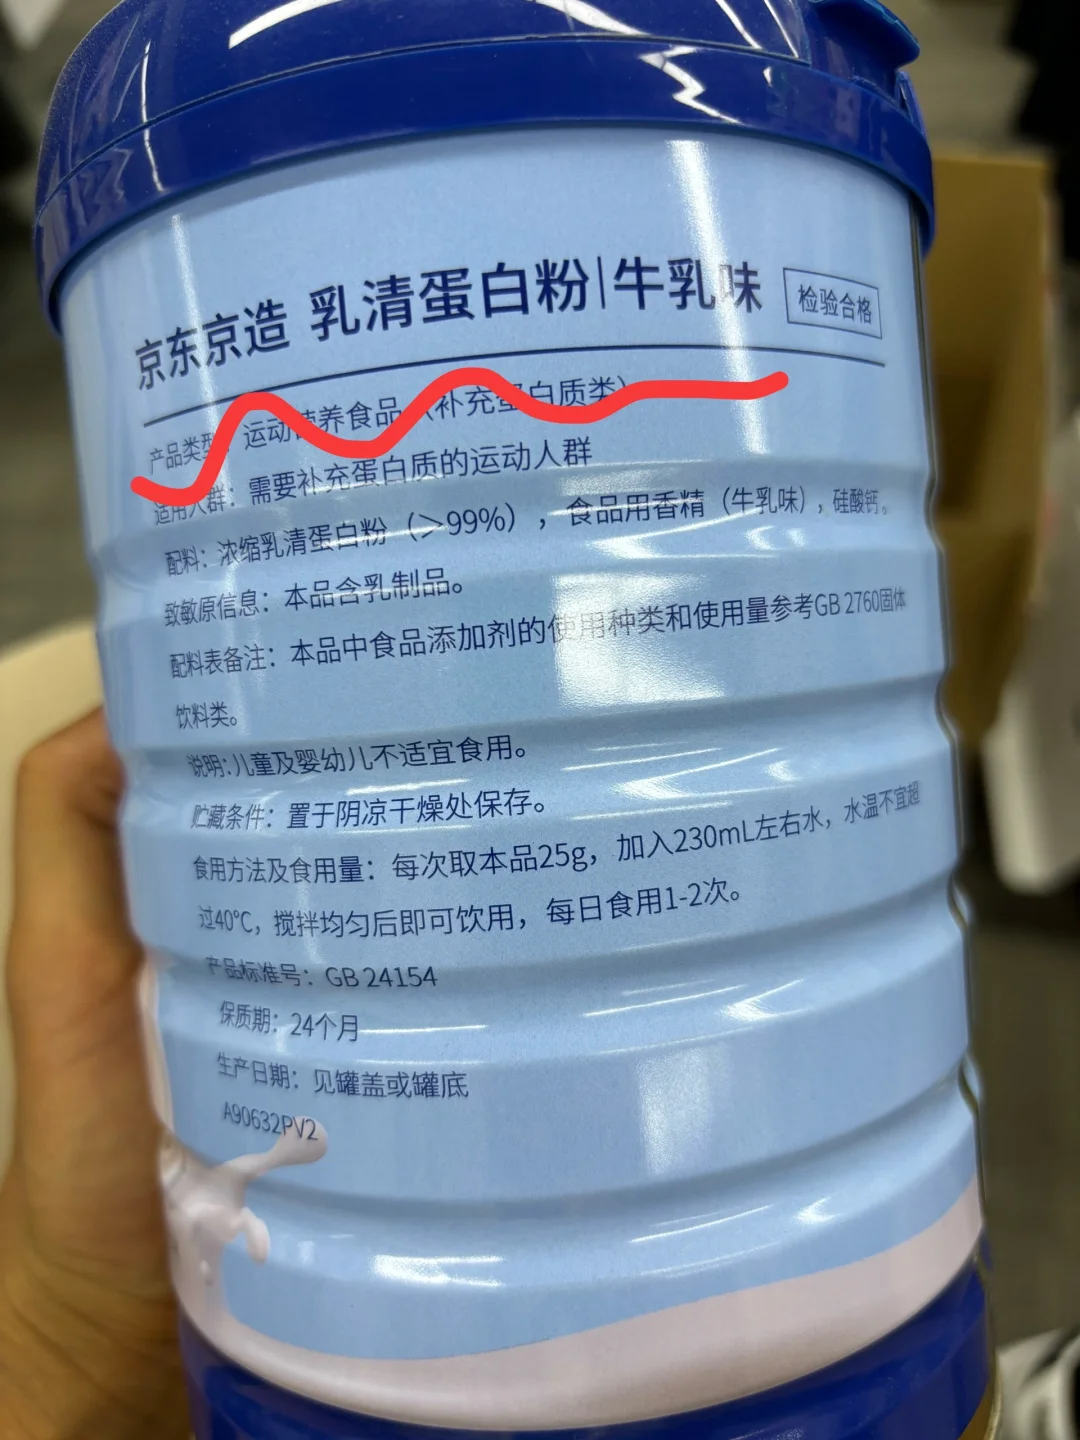 京东京造 乳清蛋白粉|牛乳味 检验合格
产品类型：运动营养食品（补充蛋白质类）
适用人群：需要补充蛋白质的运动人群
配料：浓缩乳清蛋白粉（>99%），食品用香精（牛乳味），硅酸钙。
致敏原信息：本品含乳制品。
配料表备注：本品中食品添加剂的使用种类和使用量参考GB 2760固体
饮料类。
说明：儿童及婴幼儿不适宜食用。
贮藏条件：置于阴凉干燥处保存。
食用方法及食用量：每次取本品25g，加入230mL左右水，水温不宜超
过40℃，搅拌均匀后即可饮用，每日食用1-2次。
产品标准号：GB 24154
保质期：24个月
生产日期：见罐盖或罐底
A90632PV2